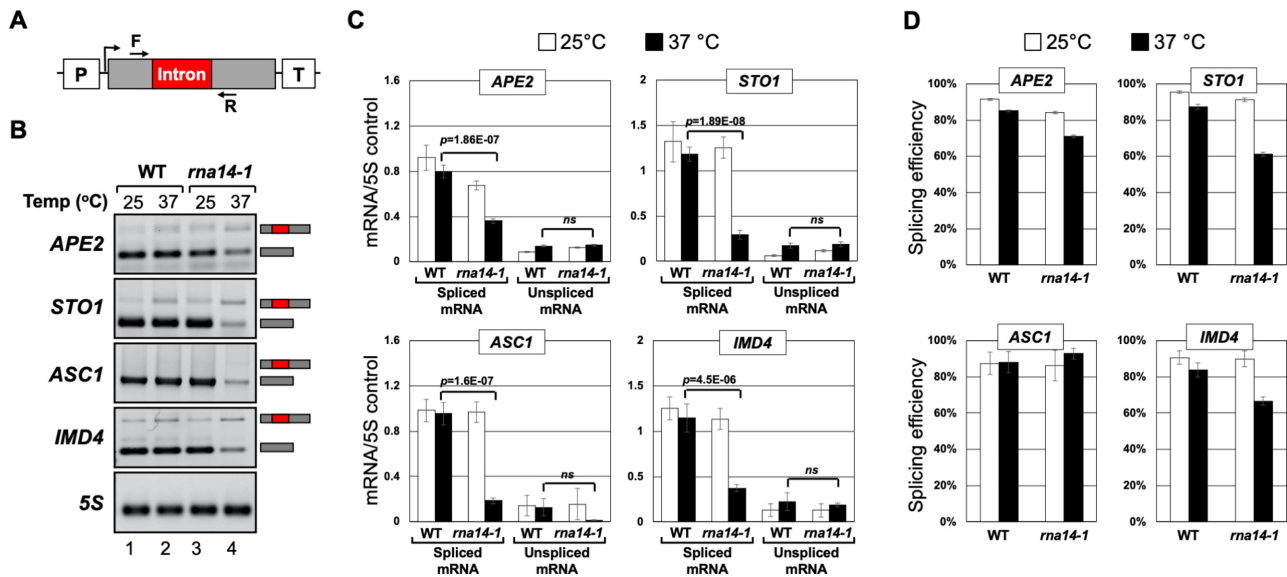 A
P
F
Intron
R
T
B
WT rna14-1
Temp (°C) 25 37 25 37
APE2
STO1
ASC1
IMD4
5S
1 2 3 4
C
25°C 37 °C
mRNA/5S control
1.6
1.2
0.8
0.4
0
APE2
p=1.86E-07
ns
WT rna14-1 WT rna14-1
Spliced mRNA Unspliced mRNA
2
1.5
1
0.5
0
STO1
p=1.89E-08
ns
WT rna14-1 WT rna14-1
Spliced mRNA Unspliced mRNA
mRNA/5S control
1.6
1.2
0.8
0.4
0
ASC1
p=1.6E-07
ns
WT rna14-1 WT rna14-1
Spliced mRNA Unspliced mRNA
2
1.5
1
0.5
0
IMD4
p=4.5E-06
ns
WT rna14-1 WT rna14-1
Spliced mRNA Unspliced mRNA
D
25°C 37 °C
Splicing efficiency
100%
80%
60%
40%
20%
0%
APE2
WT rna14-1
100%
80%
60%
40%
20%
0%
STO1
WT rna14-1
Splicing efficiency
100%
80%
60%
40%
20%
0%
ASC1
WT rna14-1
100%
80%
60%
40%
20%
0%
IMD4
WT rna14-1